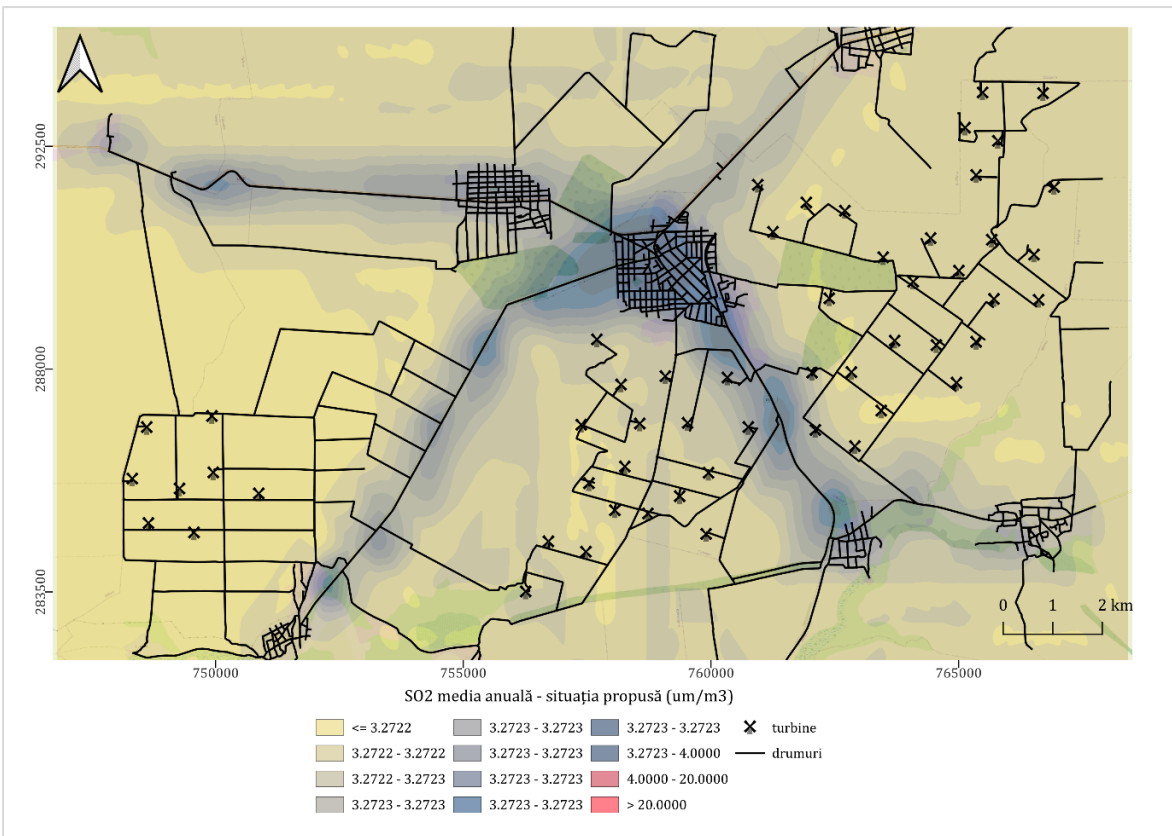 292500
288000
283500
0 1 2 km
750000 755000 760000 765000
SO2 media anuală - situația propusă (um/m3)
<= 3.2722 3.2723 - 3.2723 3.2723 - 3.2723 turbine
3.2722 - 3.2722 3.2723 - 3.2723 3.2723 - 4.0000 drumuri
3.2722 - 3.2723 3.2723 - 3.2723 4.0000 - 20.0000
3.2723 - 3.2723 3.2723 - 3.2723 > 20.0000